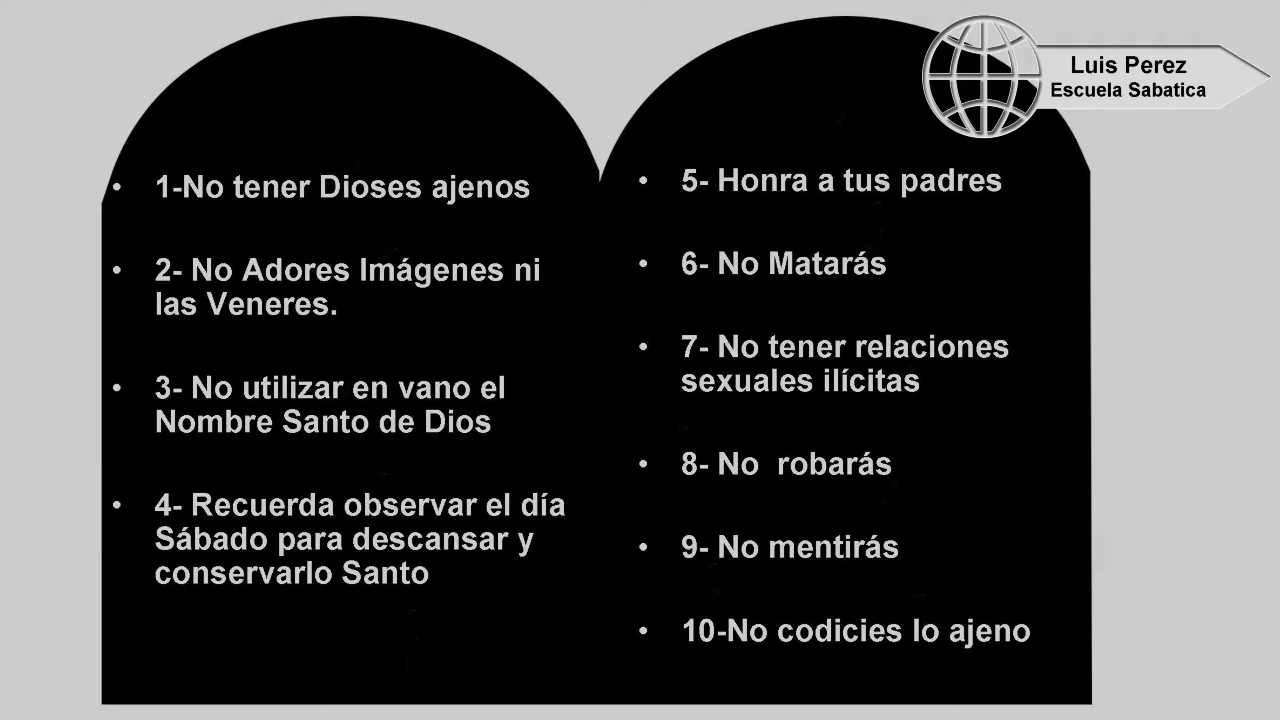 Luis Perez
Escuela Sabatica
• 1-No tener Dioses ajenos
• 2- No Adores Imágenes ni
las Veneres.
• 3- No utilizar en vano el
Nombre Santo de Dios
• 4- Recuerda observar el día
Sábado para descansar y
conservarlo Santo
• 5- Honra a tus padres
• 6- No Matarás
• 7- No tener relaciones
sexuales ilícitas
• 8- No  robarás
• 9- No mentirás
• 10-No codicies lo ajeno